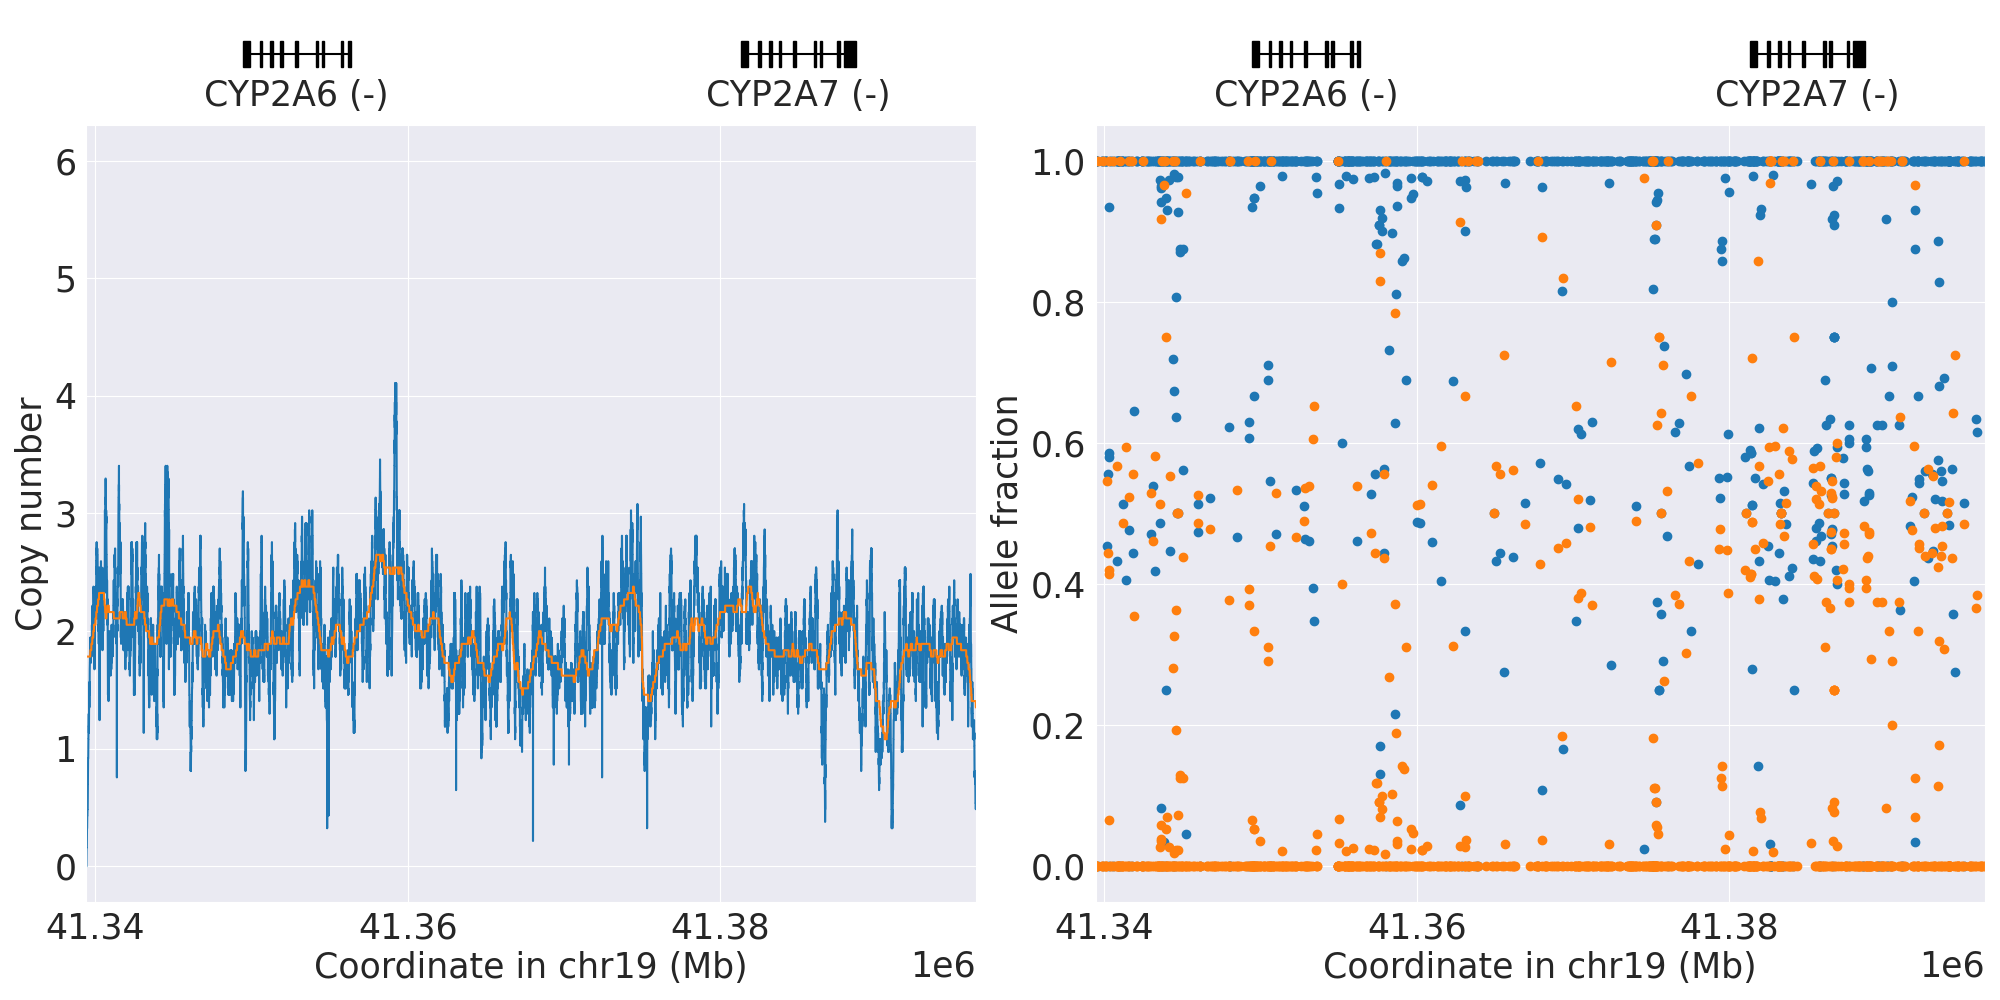 CYP2A6 (-)
CYP2A7 (-)
CYP2A6 (-)
CYP2A7 (-)
6
5
4
3
2
1
0
Copy number
41.34
41.36
41.38
Coordinate in chr19 (Mb)
1e6
1.0
0.8
0.6
0.4
0.2
0.0
Allele fraction
41.34
41.36
41.38
Coordinate in chr19 (Mb)
1e6